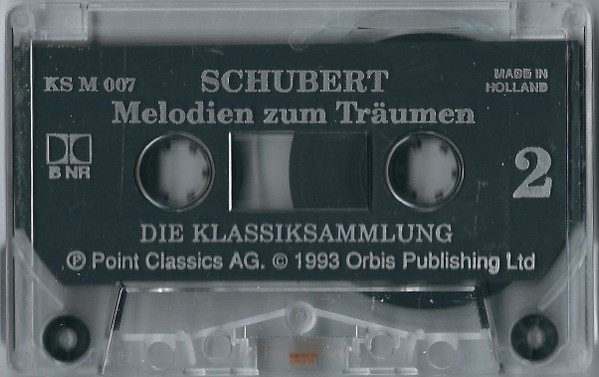 KS M 007
SCHUBERT
MADE IN
HOLLAND
Melodien zum Träumen
B NR
2
DIE KLASSIKSAMMLUNG
Ⓟ Point Classics AG. © 1993 Orbis Publishing Ltd